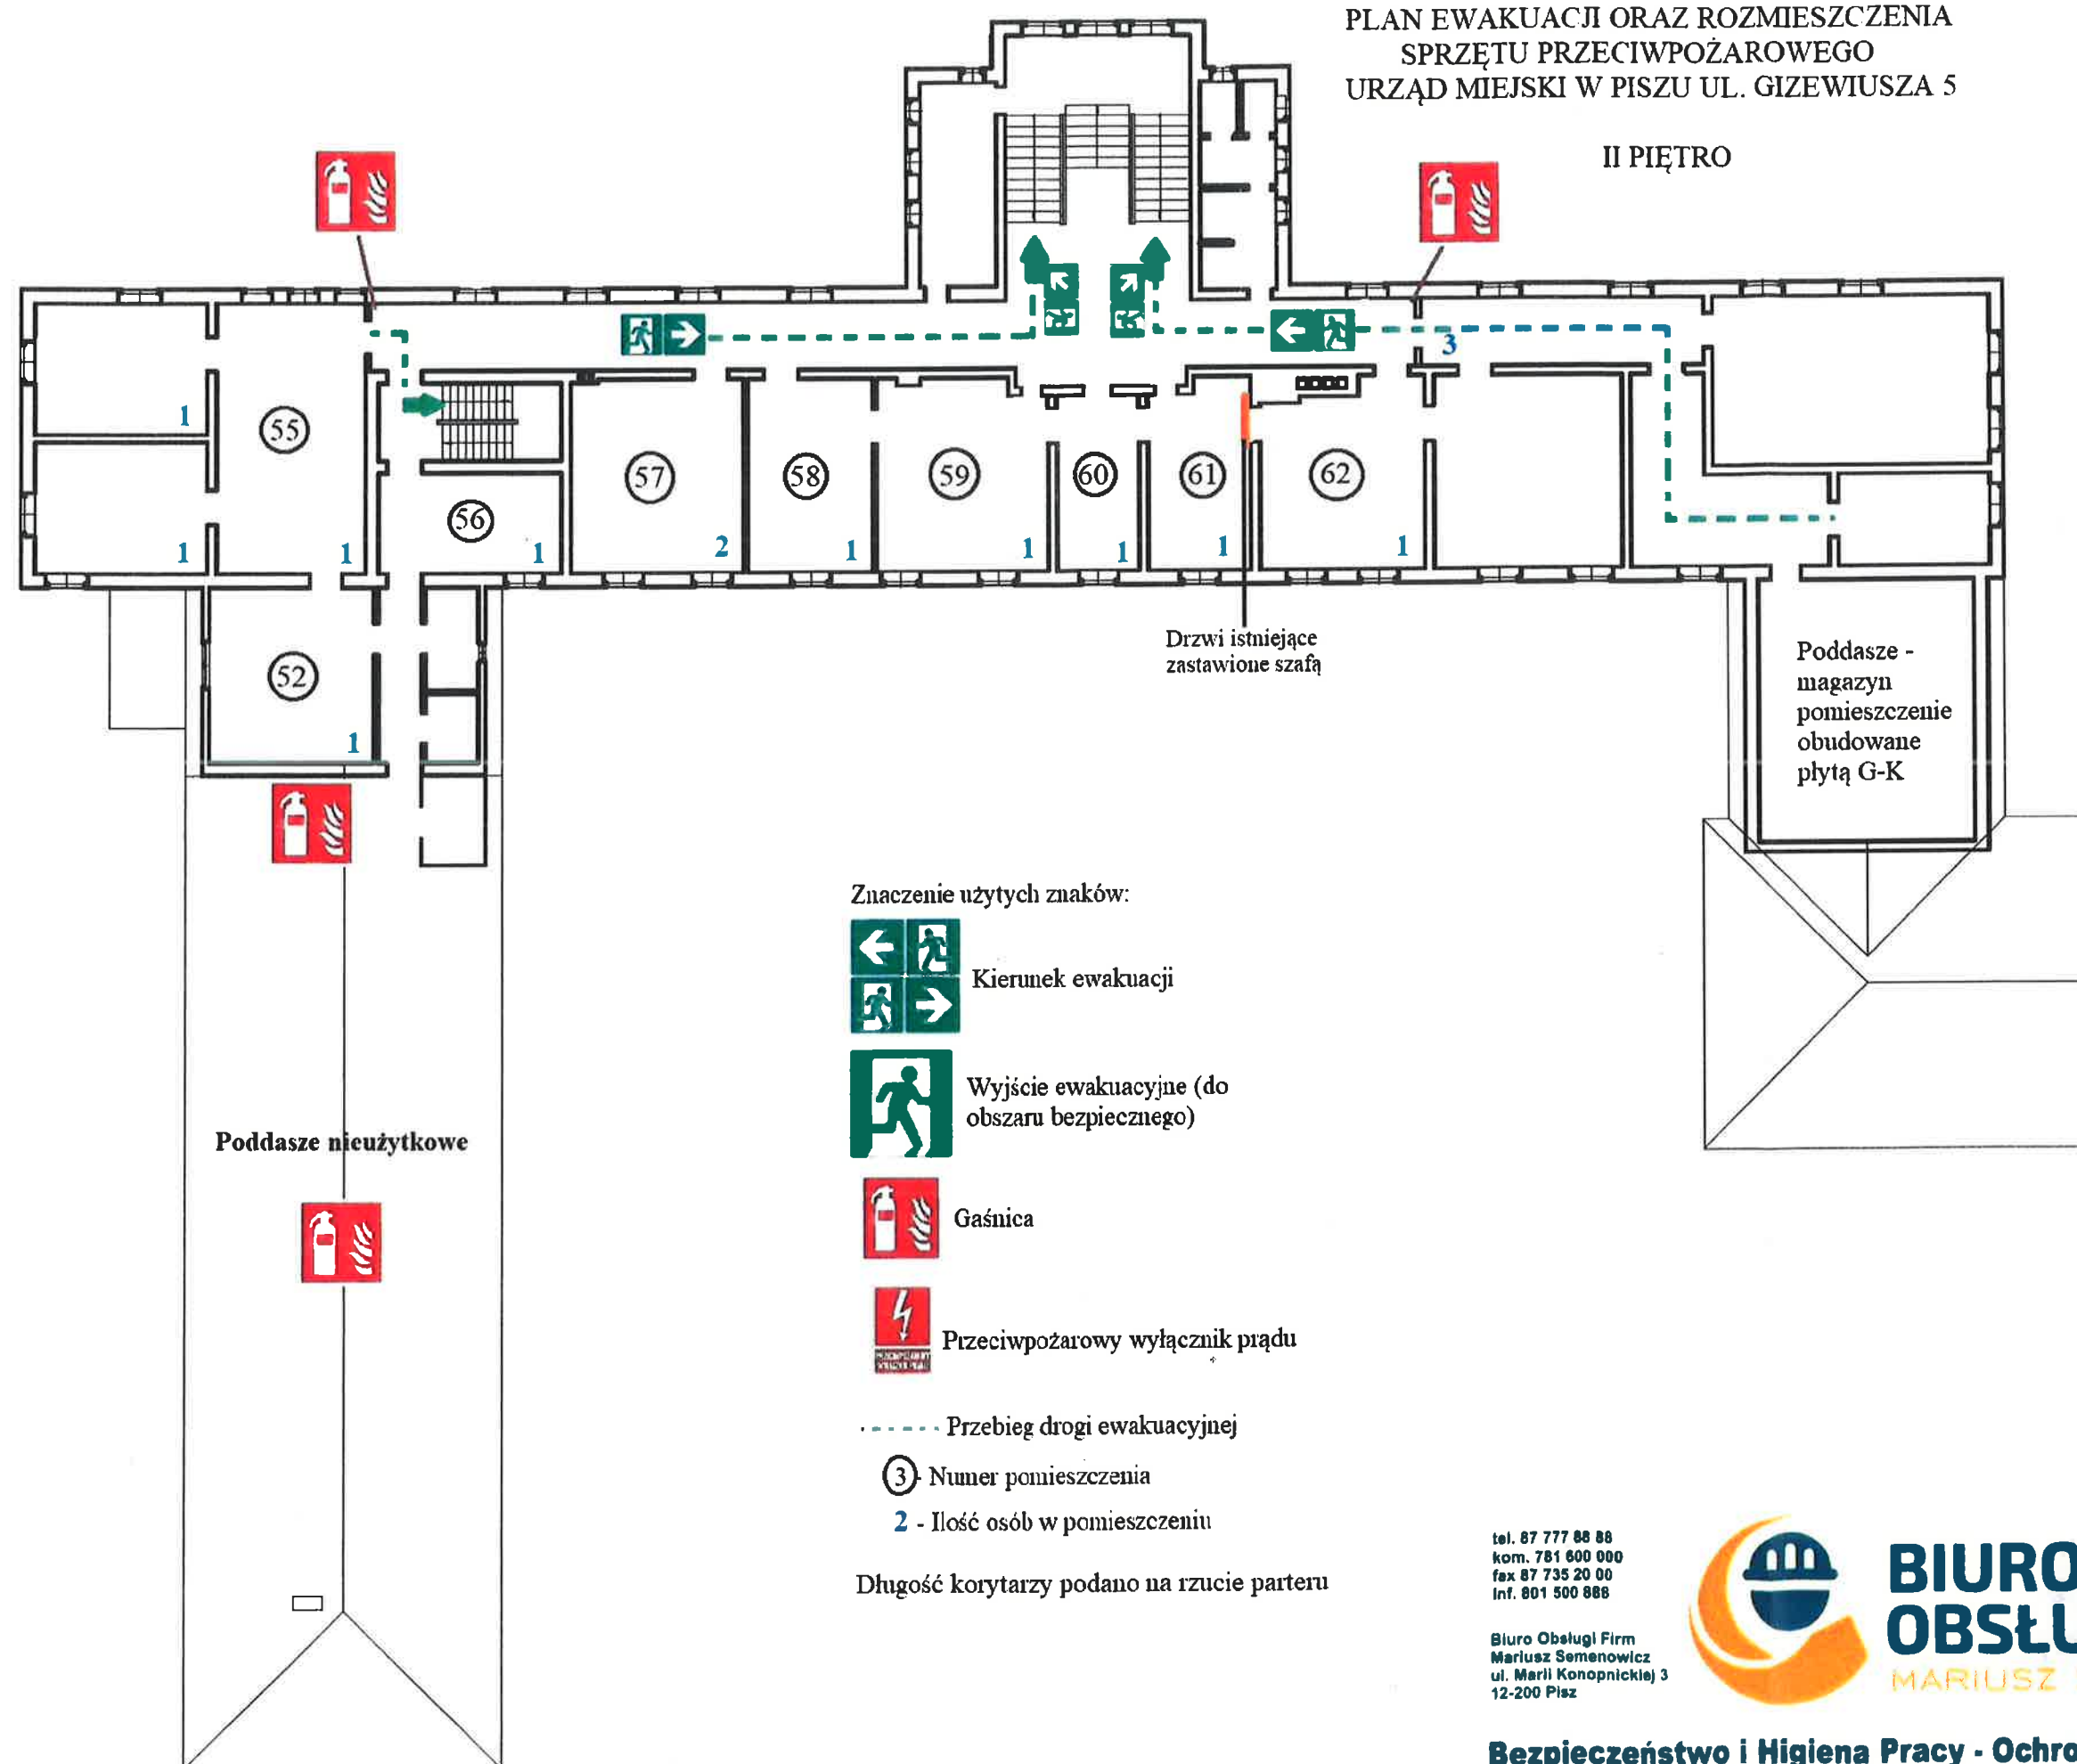 PLAN EWAKUACJI ORAZ ROZMIESZCZENIA
SPRZĘTU PRZECIWPOŻAROWEGO
URZĄD MIEJSKI W PISZU UL. GIZEWIUSZA 5
II PIĘTRO
3
1
55
57
58
59
60
61
62
56
1
1
1
2
1
1
1
1
1
52
1
Drzwi istniejące
zastawione szafą
Poddasze -
magazyn
pomieszczenie
obudowane
płytą G-K
Poddasze nieużytkowe
Znaczenie użytych znaków:
Kierunek ewakuacji
Wyjście ewakuacyjne (do
obszaru bezpiecznego)
Gaśnica
Przeciwpożarowy wyłącznik prądu
Przebieg drogi ewakuacyjnej
3 - Numer pomieszczenia
2 - Ilość osób w pomieszczeniu
Długość korytarzy podano na rzucie parteru
tel. 87 777 88 88
kom. 781 600 000
fax 87 735 20 00
inf. 801 500 888
Biuro Obsługi Firm
Mariusz Semenowicz
ul. Marii Konopnickiej 3
12-200 Pisz
BIURO
OBSŁU
MARIUSZ
Bezpieczeństwo i Higiena Pracy - Ochro